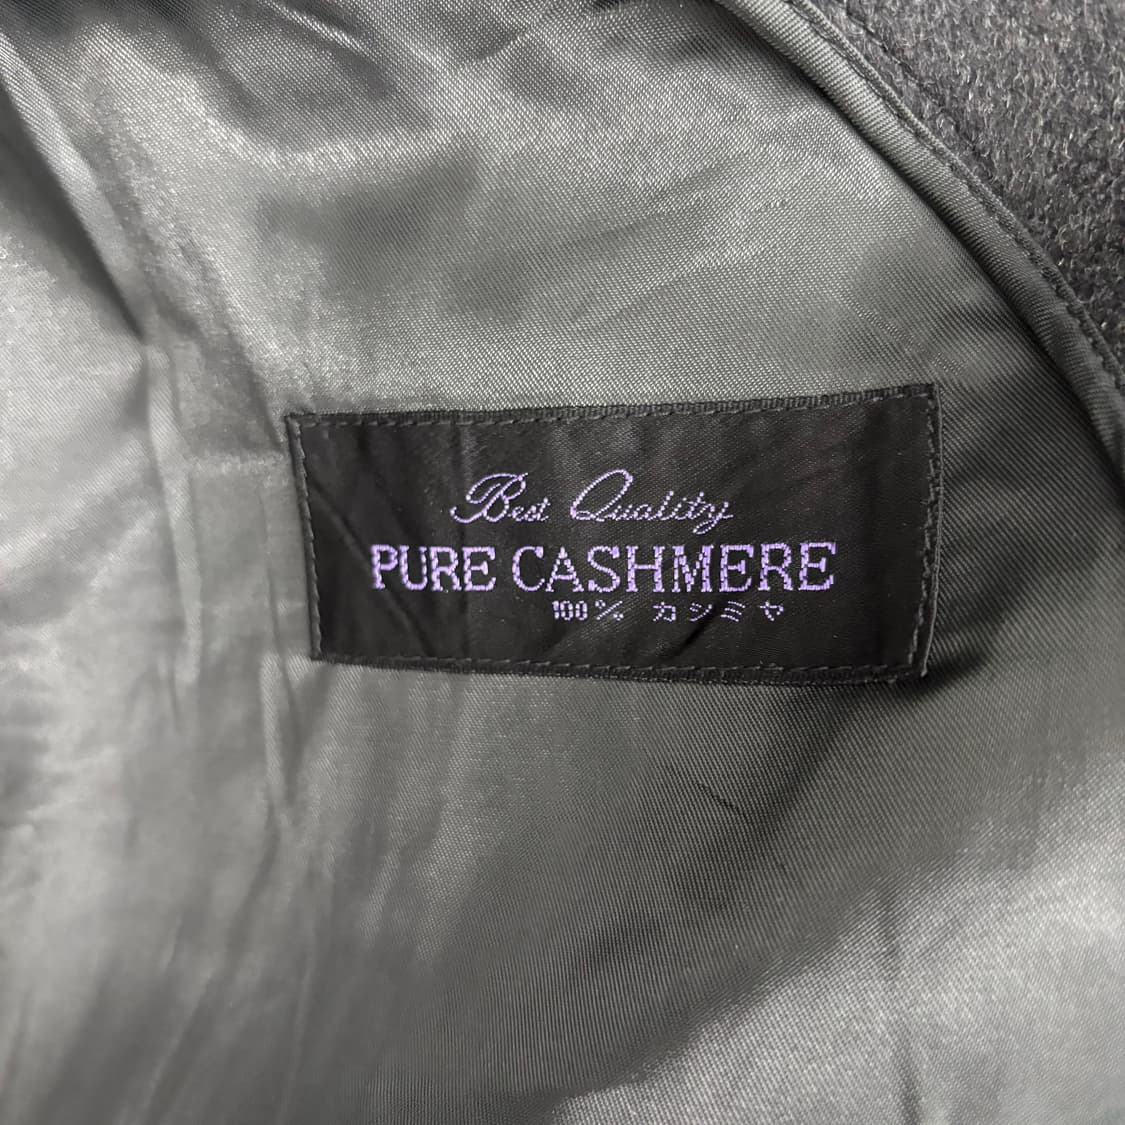 Best Quality
PURE CASHMERE
100% カシミヤ